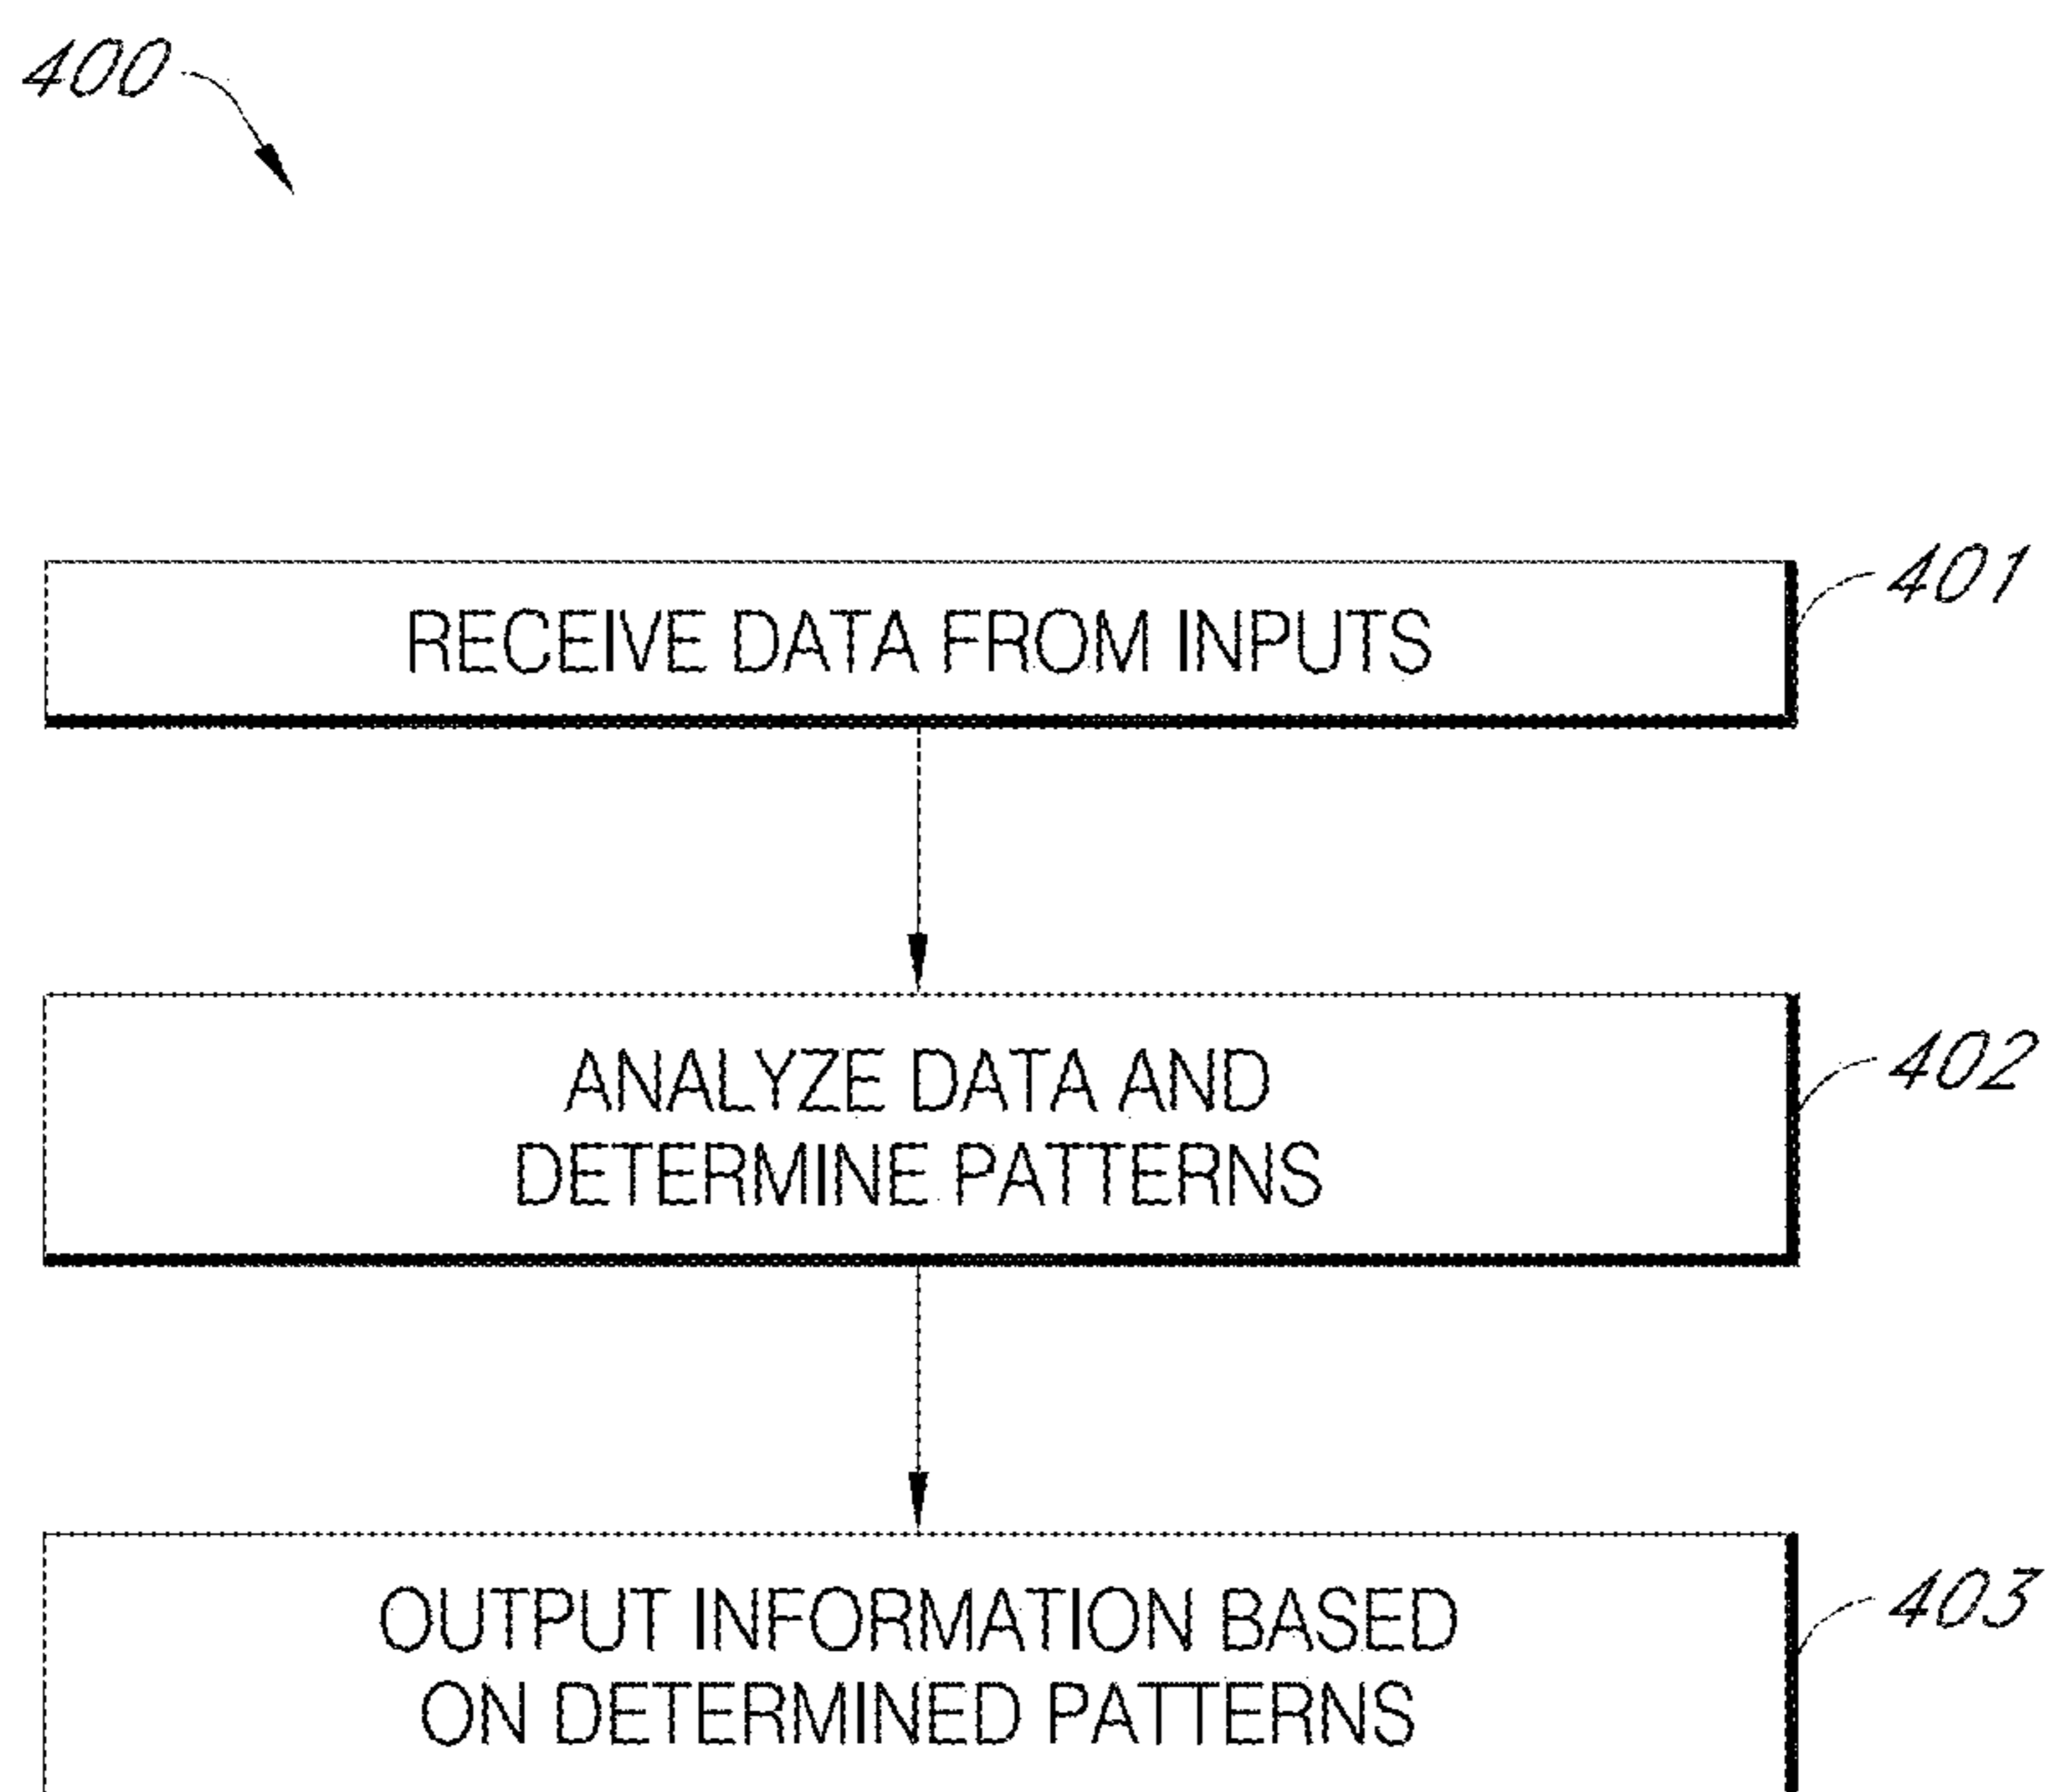 400
RECEIVE DATA FROM INPUTS
401
ANALYZE DATA AND
DETERMINE PATTERNS
402
OUTPUT INFORMATION BASED
ON DETERMINED PATTERNS
403